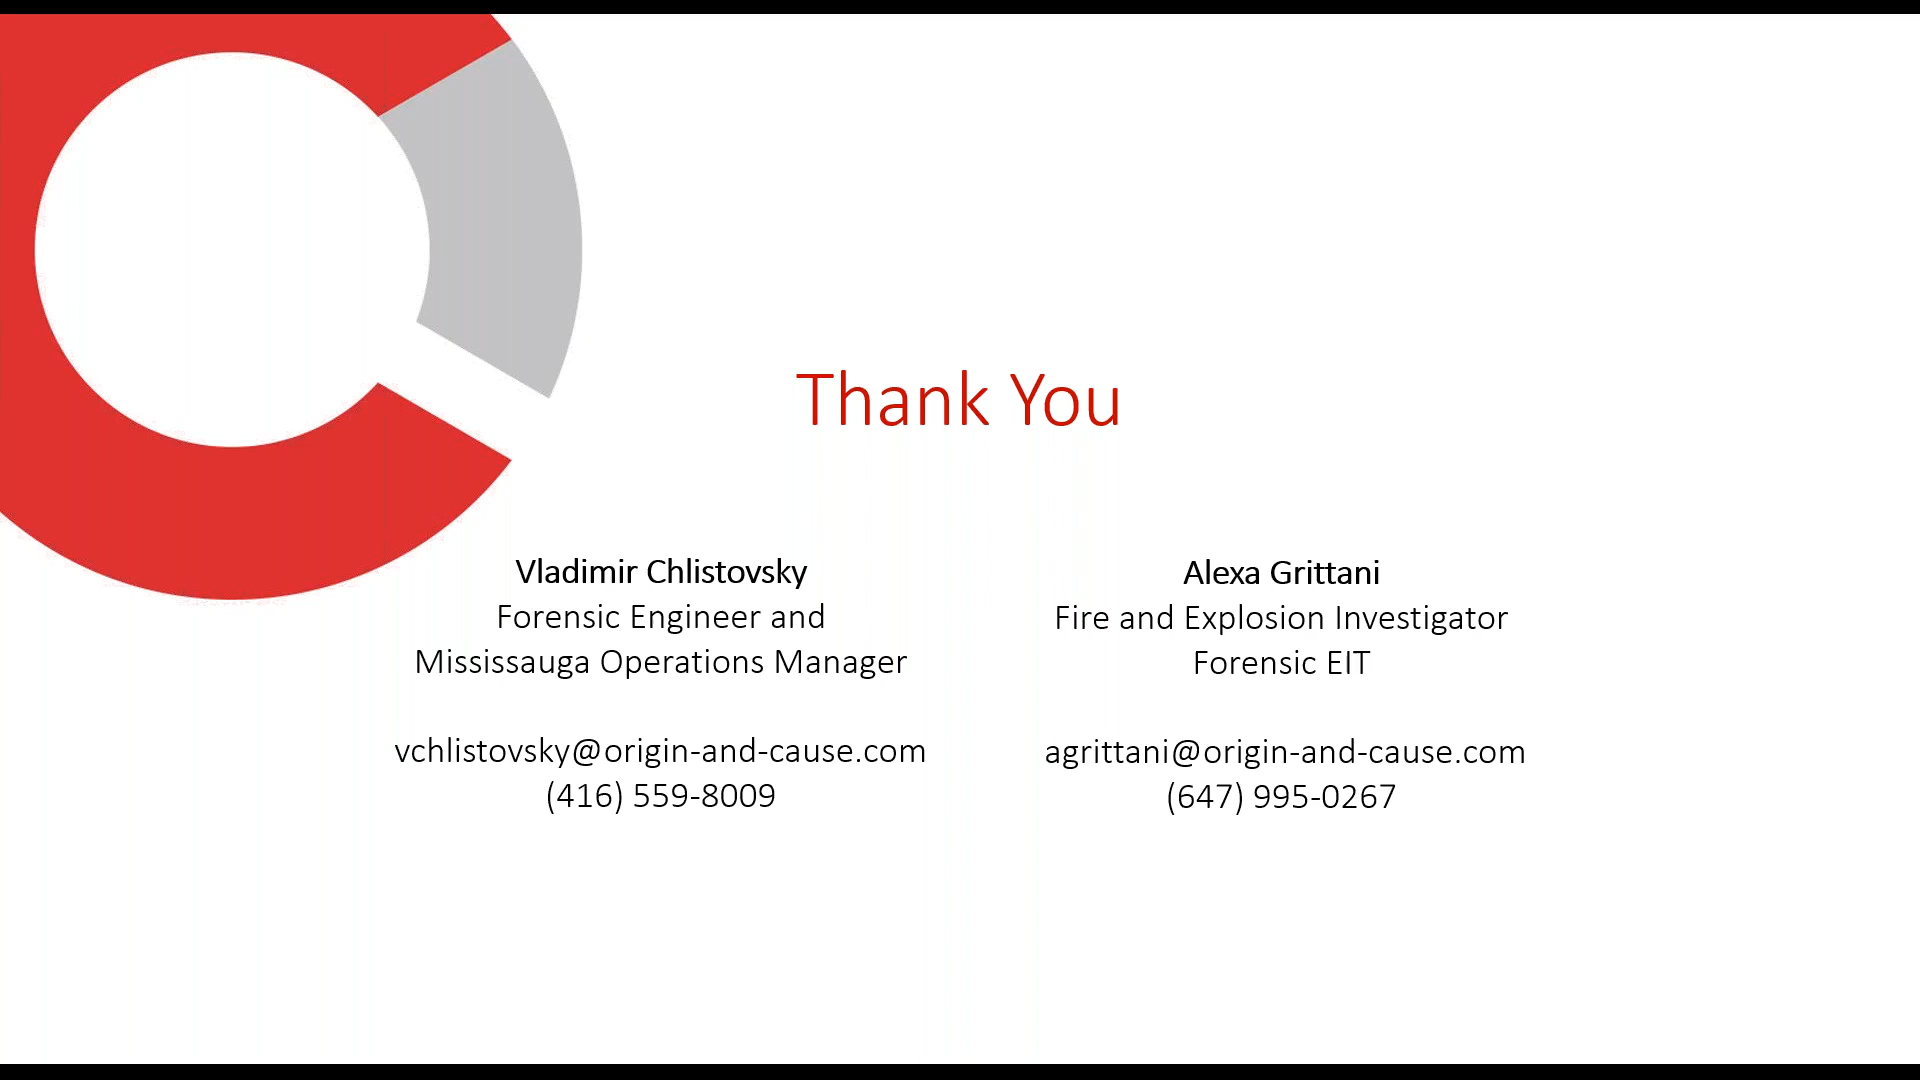 Thank You
Vladimir Chlistovsky
Forensic Engineer and
Mississauga Operations Manager
vchlistovsky@origin-and-cause.com
(416) 559-8009
Alexa Grittani
Fire and Explosion Investigator
Forensic EIT
agrittani@origin-and-cause.com
(647) 995-0267